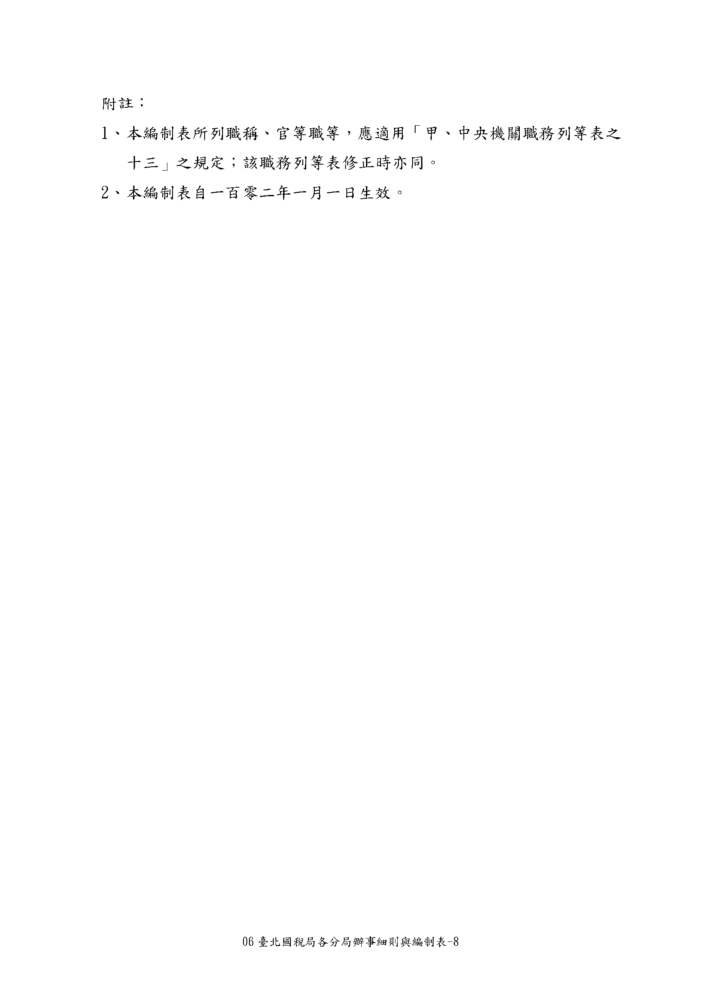 附註：
1、本編制表所列職稱、官等職等，應適用「甲、中央機關職務列等表之
十三」之規定；該職務列等表修正時亦同。
2、本編制表自一百零二年一月一日生效。
06 臺北國稅局各分局辦事細則與編制表-8